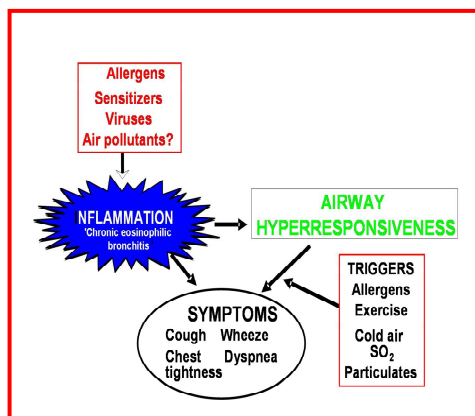 Allergens
Sensitizers
Viruses
Air pollutants?
INFLAMMATION
'Chronic eosinophilic
bronchitis
AIRWAY
HYPERRESPONSIVENESS
TRIGGERS
Allergens
Exercise
Cold air
SO₂
Particulates
SYMPTOMS
Cough Wheeze
Chest Dyspnea
tightness